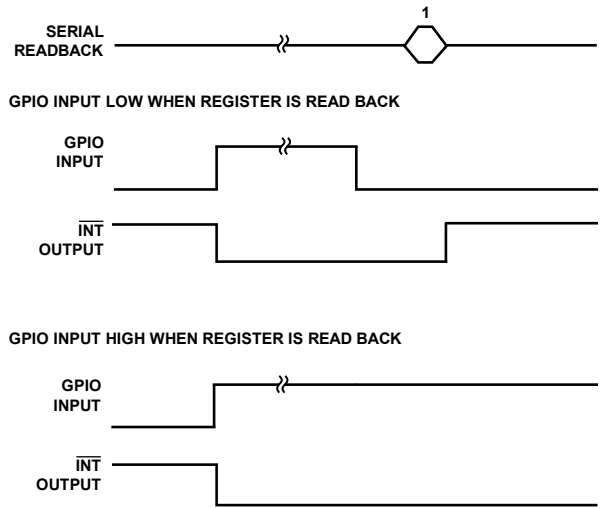 1
SERIAL
READBACK
GPIO INPUT LOW WHEN REGISTER IS READ BACK
GPIO
INPUT
INT
OUTPUT
GPIO INPUT HIGH WHEN REGISTER IS READ BACK
GPIO
INPUT
INT
OUTPUT